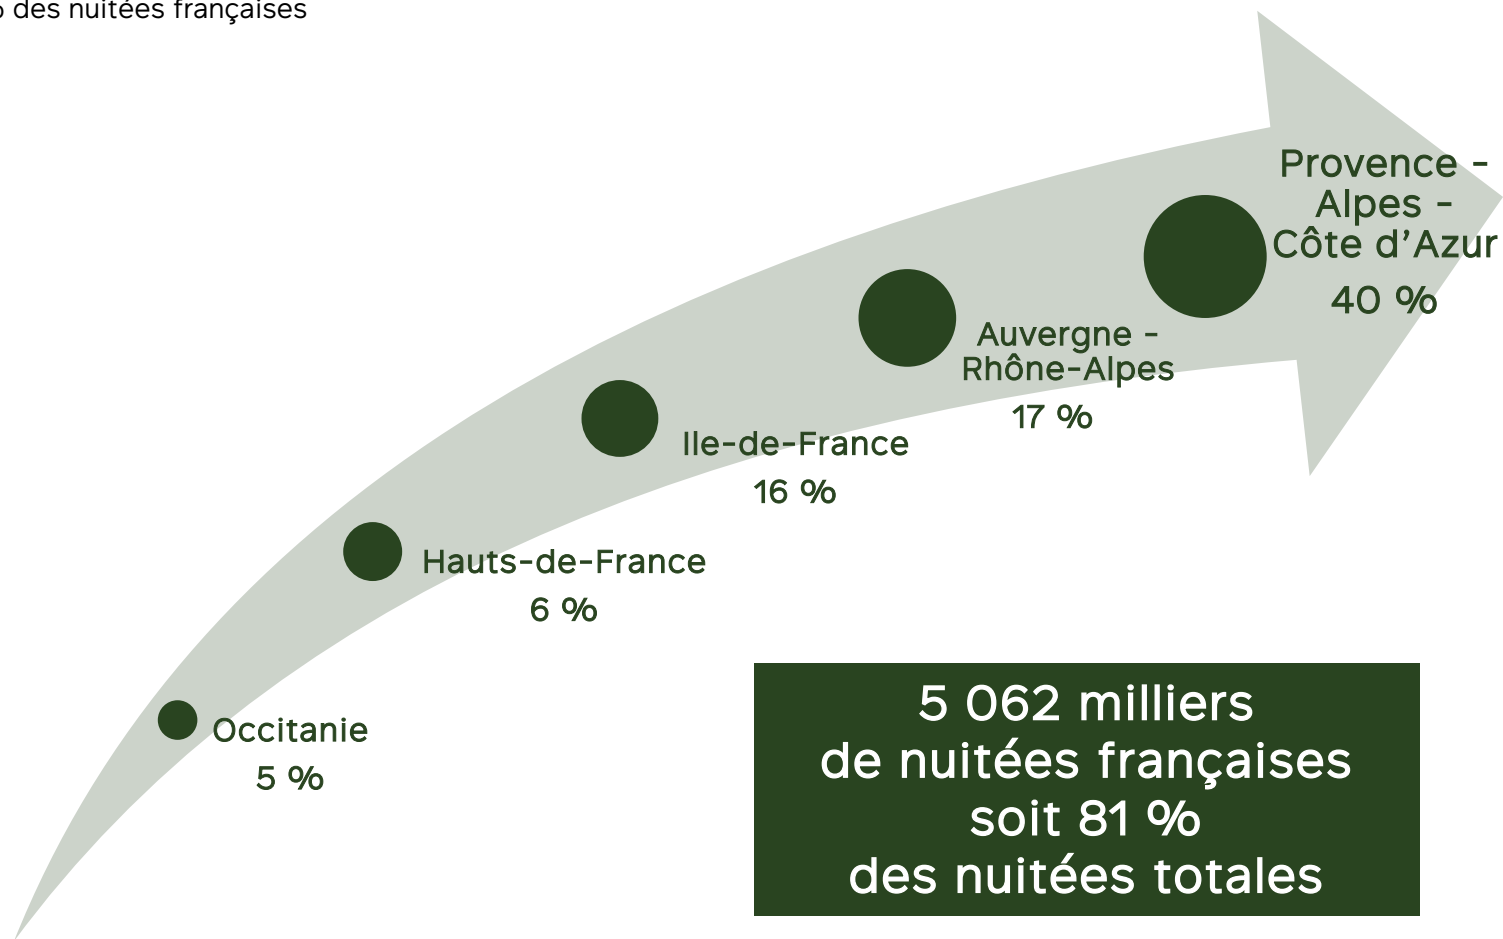 % des nuitées françaises
Provence -
Alpes -
Côte d’Azur
40 %
Auvergne -
Rhône-Alpes
17 %
Ile-de-France
16 %
Hauts-de-France
6 %
Occitanie
5 %
5 062 milliers
de nuitées françaises
soit 81 %
des nuitées totales